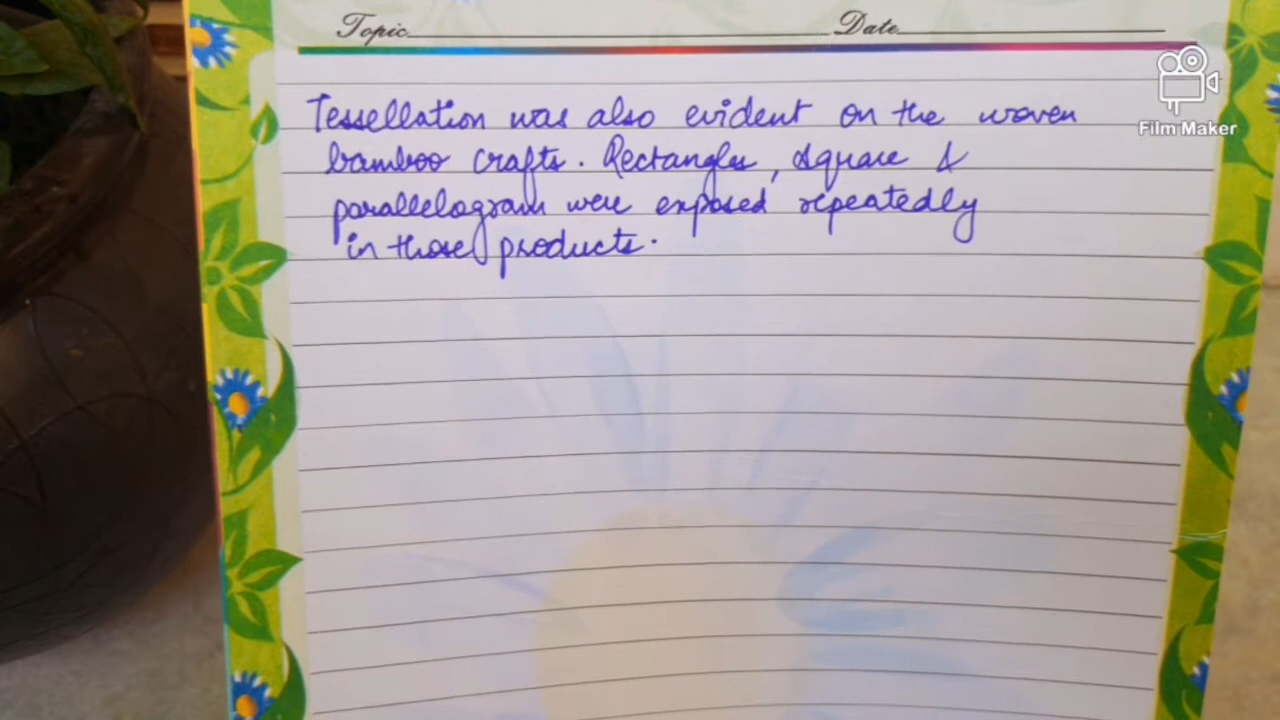 Topic Date
Film Maker
Tessellation was also evident on the woven
bamboo crafts. Rectangles, square &
parallelogram were exposed repeatedly
in those products.